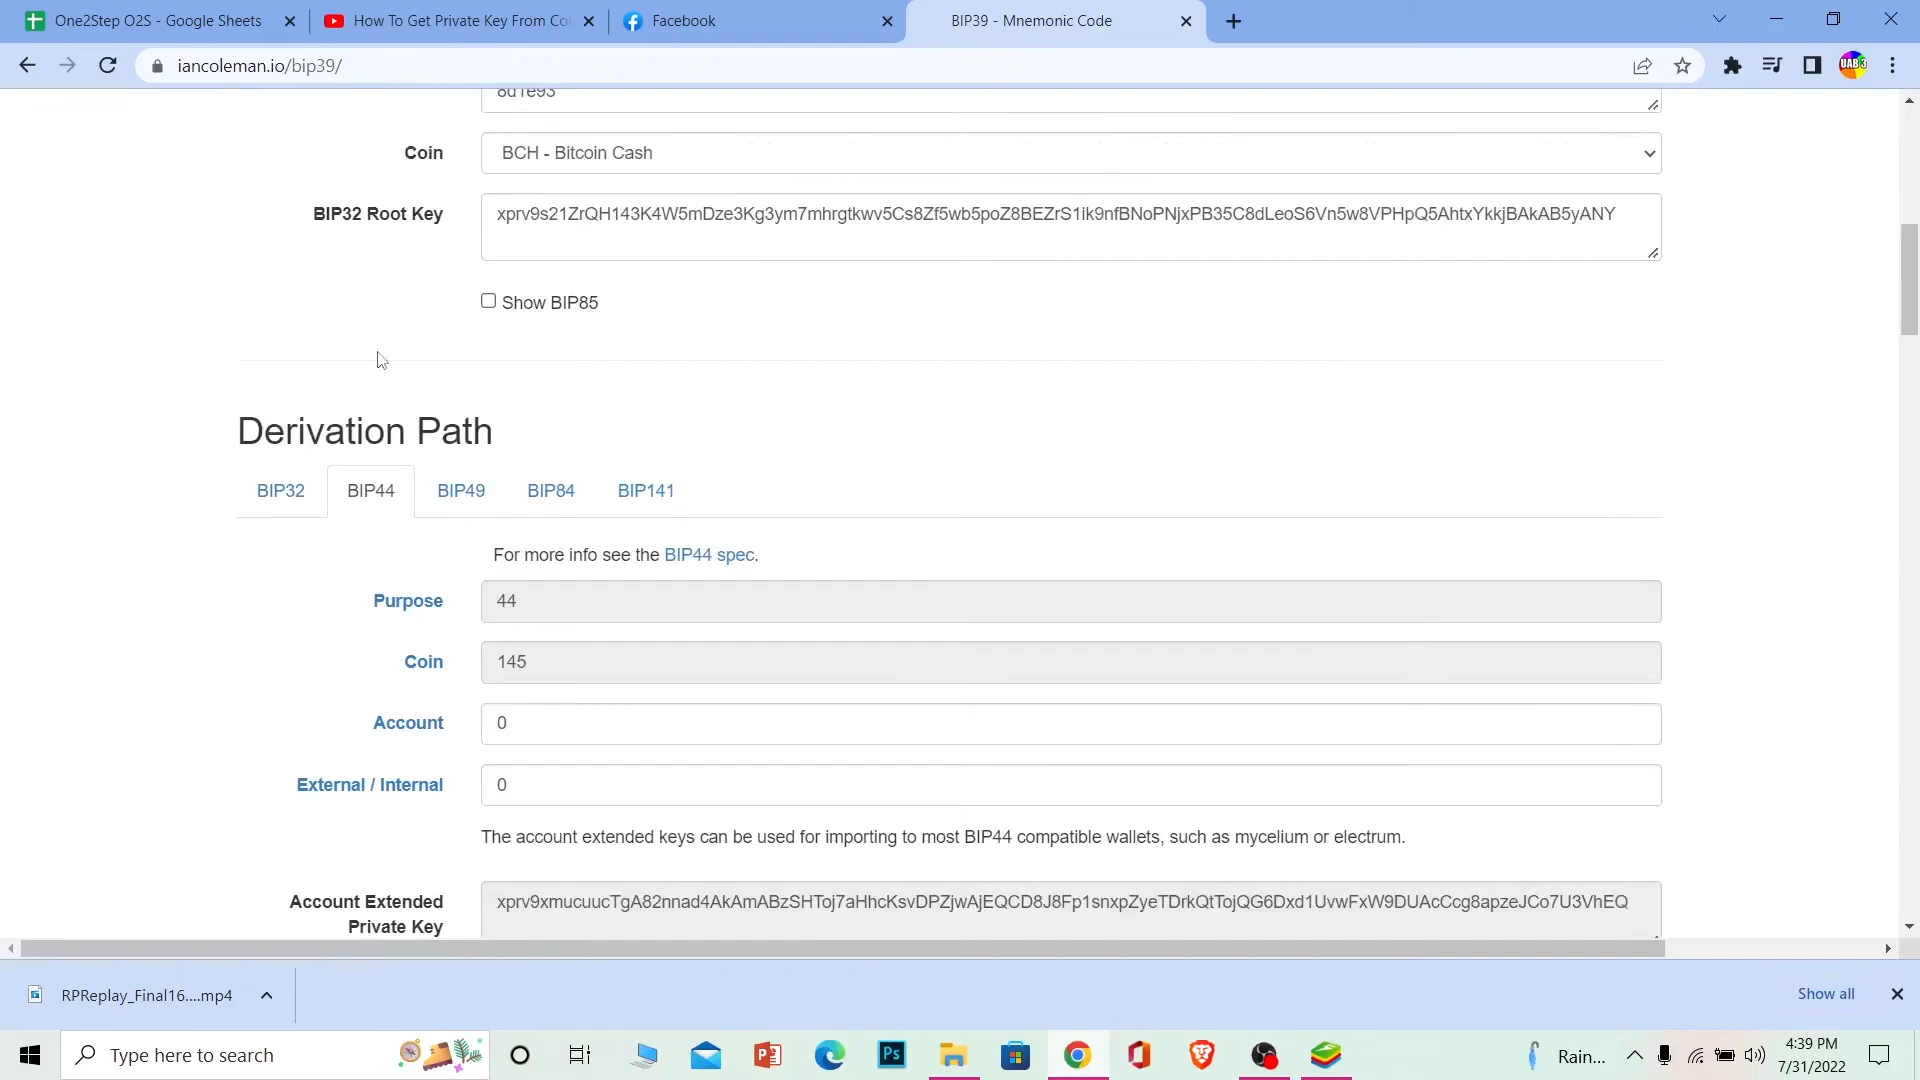 One2Step O2S - Google Sheets
How To Get Private Key From Co
Facebook
BIP39 - Mnemonic Code
iancoleman.io/bip39/
8d1e93
Coin
BCH - Bitcoin Cash
BIP32 Root Key
xprv9s21ZrQH143K4W5mDze3Kg3ym7mhrgtkwv5Cs8Zf5wb5poZ8BEZrS1ik9nfBNoPNjxPB35C8dLeoS6Vn5w8VPHpQ5AhtxYkkjBAkAB5yANY
Show BIP85
Derivation Path
BIP32
BIP44
BIP49
BIP84
BIP141
For more info see the BIP44 spec.
Purpose
44
Coin
145
Account
0
External / Internal
0
The account extended keys can be used for importing to most BIP44 compatible wallets, such as mycelium or electrum.
Account Extended
Private Key
xprv9xmucuucTgA82nnad4AkAmABzSHToj7aHhcKsvDPZjwAjEQCD8J8Fp1snxpZyeTDrkQtTojQG6Dxd1UvwFxW9DUAcCcg8apzeJCo7U3VhEQ
RPReplay_Final16....mp4
Show all
Type here to search
Rain...
4:39 PM
7/31/2022